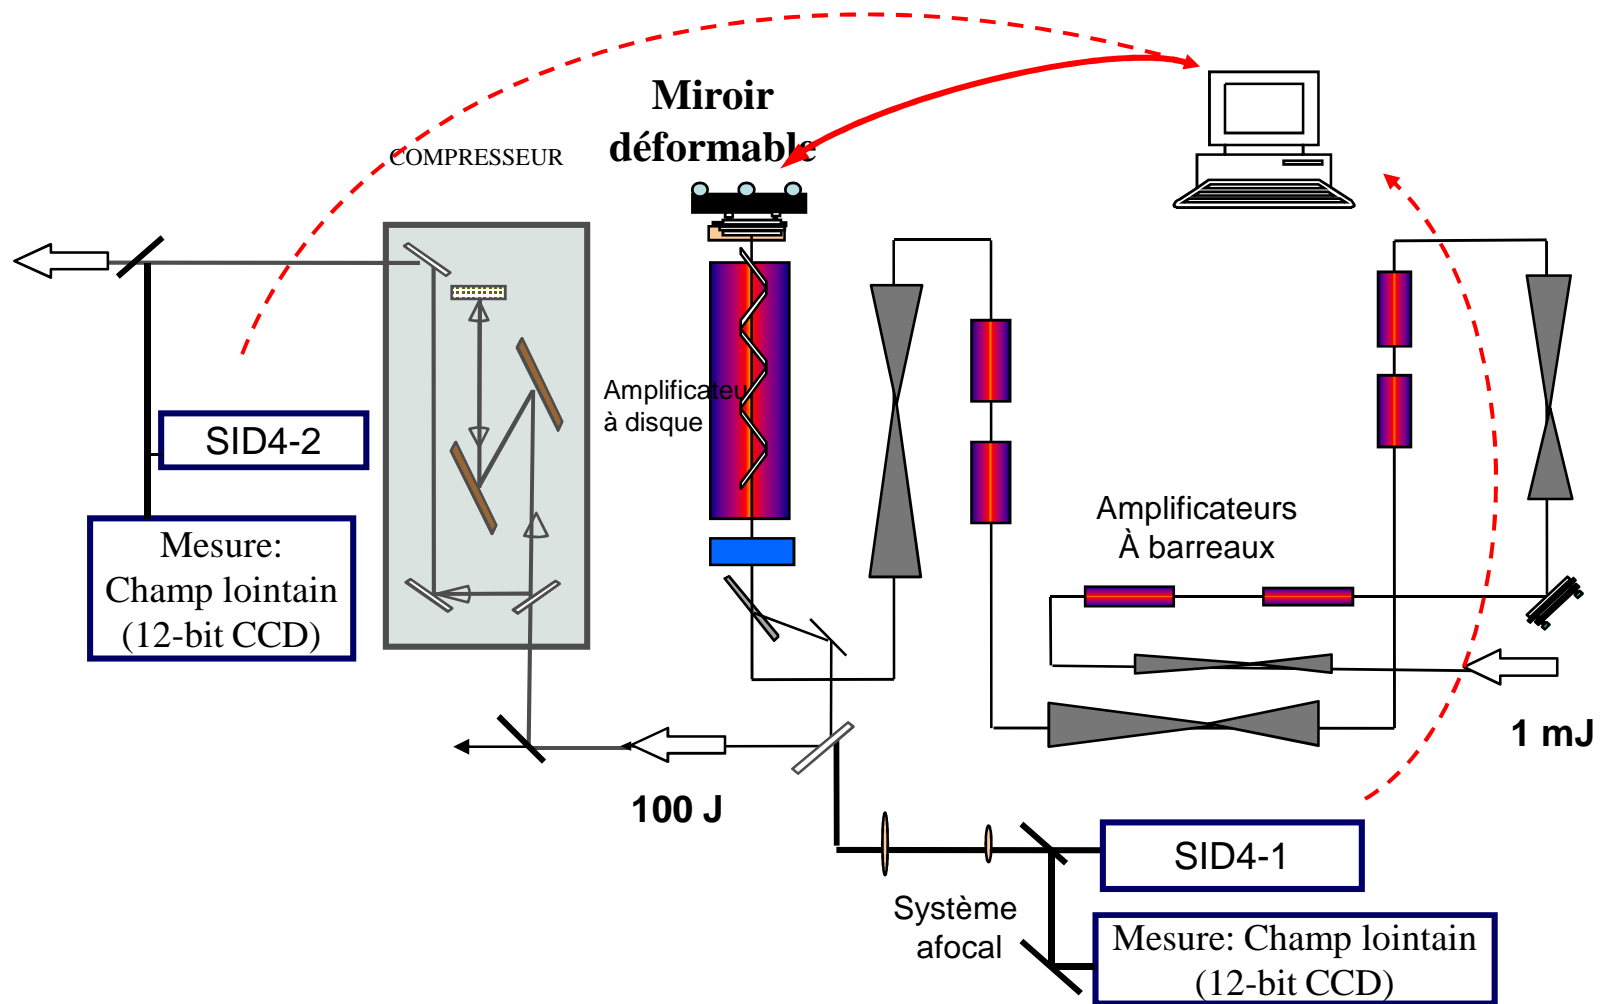 Miroir
déformable
COMPRESSEUR
Amplificateu
à disque
SID4-2
Mesure:
Champ lointain
(12-bit CCD)
Amplificateurs
À barreaux
1 mJ
100 J
SID4-1
Système
afocal
Mesure: Champ lointain
(12-bit CCD)